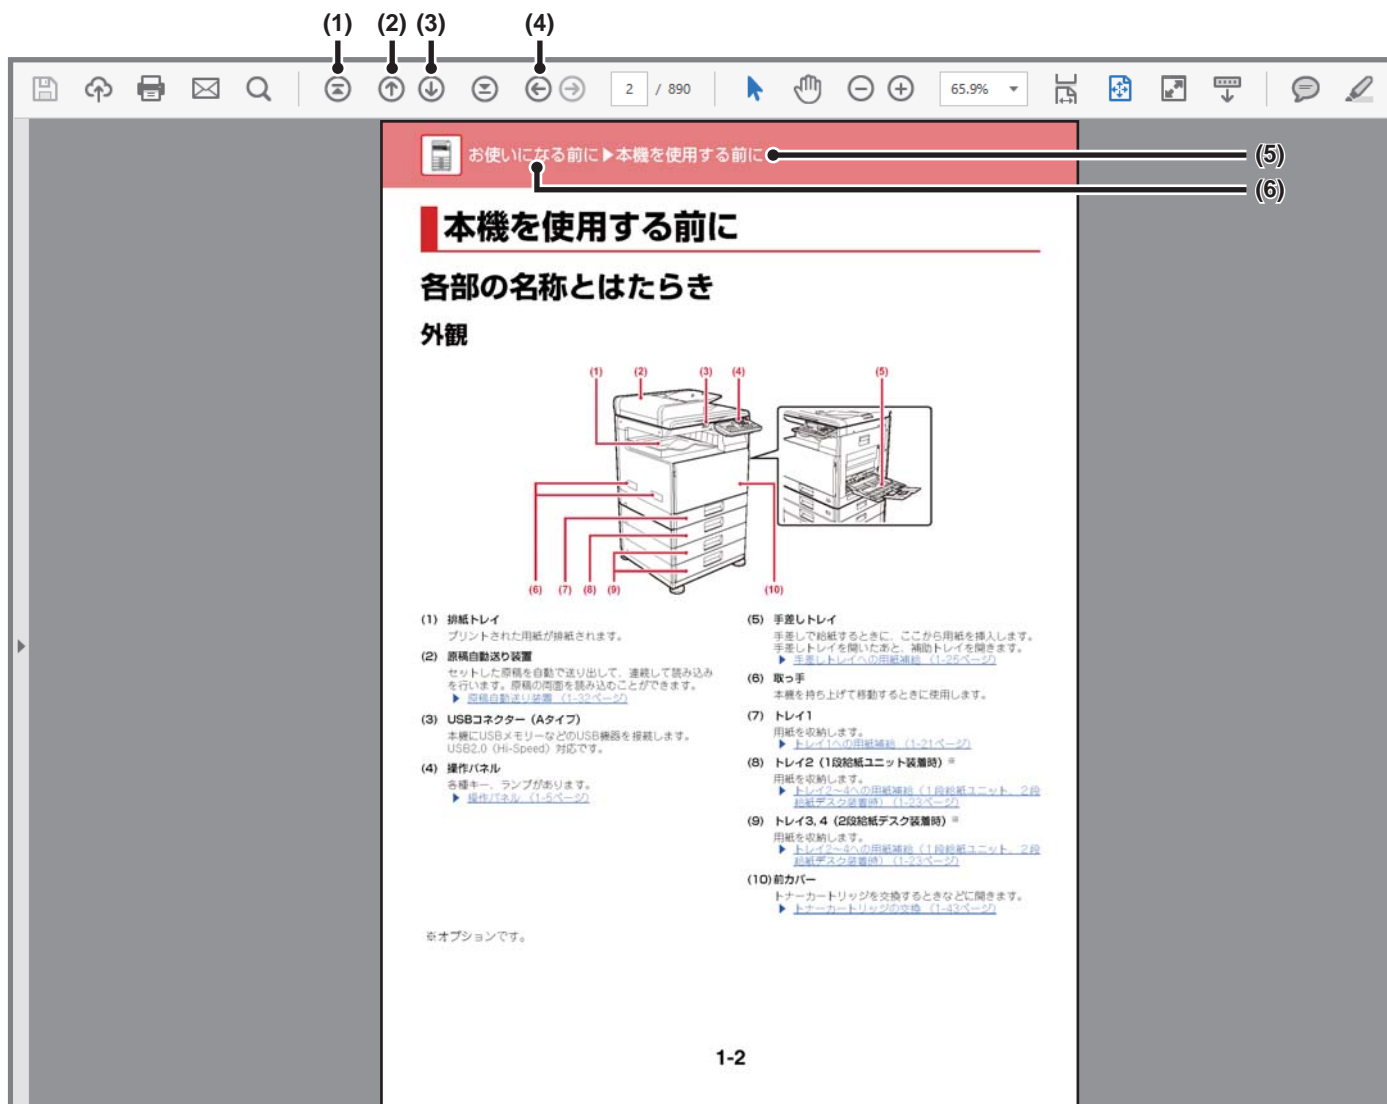 (1) (2) (3) (4)
2 / 890 65.9%
お使いになる前に▶本機を使用する前に (5)
(6)
本機を使用する前に
各部の名称とはたらき
外観
(1) (2) (3) (4) (5)
(6) (7) (8) (9) (10)
(1) 排紙トレイ
プリントされた用紙が排紙されます。
(2) 原稿自動送り装置
セットした原稿を自動で送り出して、連続して読み込み
を行います。原稿の両面を読み込むことができます。
▶ 原稿自動送り装置 (1-32ページ)
(3) USBコネクター (Aタイプ)
本機にUSBメモリーなどのUSB機器を接続します。
USB2.0 (Hi-Speed) 対応です。
(4) 操作パネル
各種キー、ランプがあります。
▶ 操作パネル (1-5ページ)
(5) 手差しトレイ
手差しで給紙するときに、ここから用紙を挿入します。
手差しトレイを開いたあと、補助トレイを開きます。
▶ 手差しトレイへの用紙補給 (1-25ページ)
(6) 取っ手
本機を持ち上げて移動するときに使用します。
(7) トレイ1
用紙を収納します。
▶ トレイ1への用紙補給 (1-21ページ)
(8) トレイ2 (1段給紙ユニット装着時) ※
用紙を収納します。
▶ トレイ2~4への用紙補給 (1段給紙ユニット、2段
給紙デスク装着時) (1-23ページ)
(9) トレイ3, 4 (2段給紙デスク装着時) ※
用紙を収納します。
▶ トレイ2~4への用紙補給 (1段給紙ユニット、2段
給紙デスク装着時) (1-23ページ)
(10) 前カバー
トナーカートリッジを交換するときなどに開きます。
▶ トナーカートリッジの交換 (1-43ページ)
※オプションです。
1-2